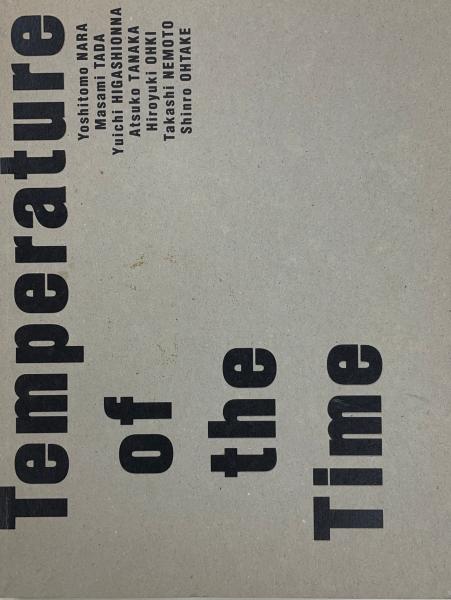 Temperature
of
the
Time
Yoshitomo NARA
Masami TADA
Yuichi HIGASHIONNA
Atsuko TANAKA
Hiroyuki OHKI
Takashi NEMOTO
Shinro OHTAKE